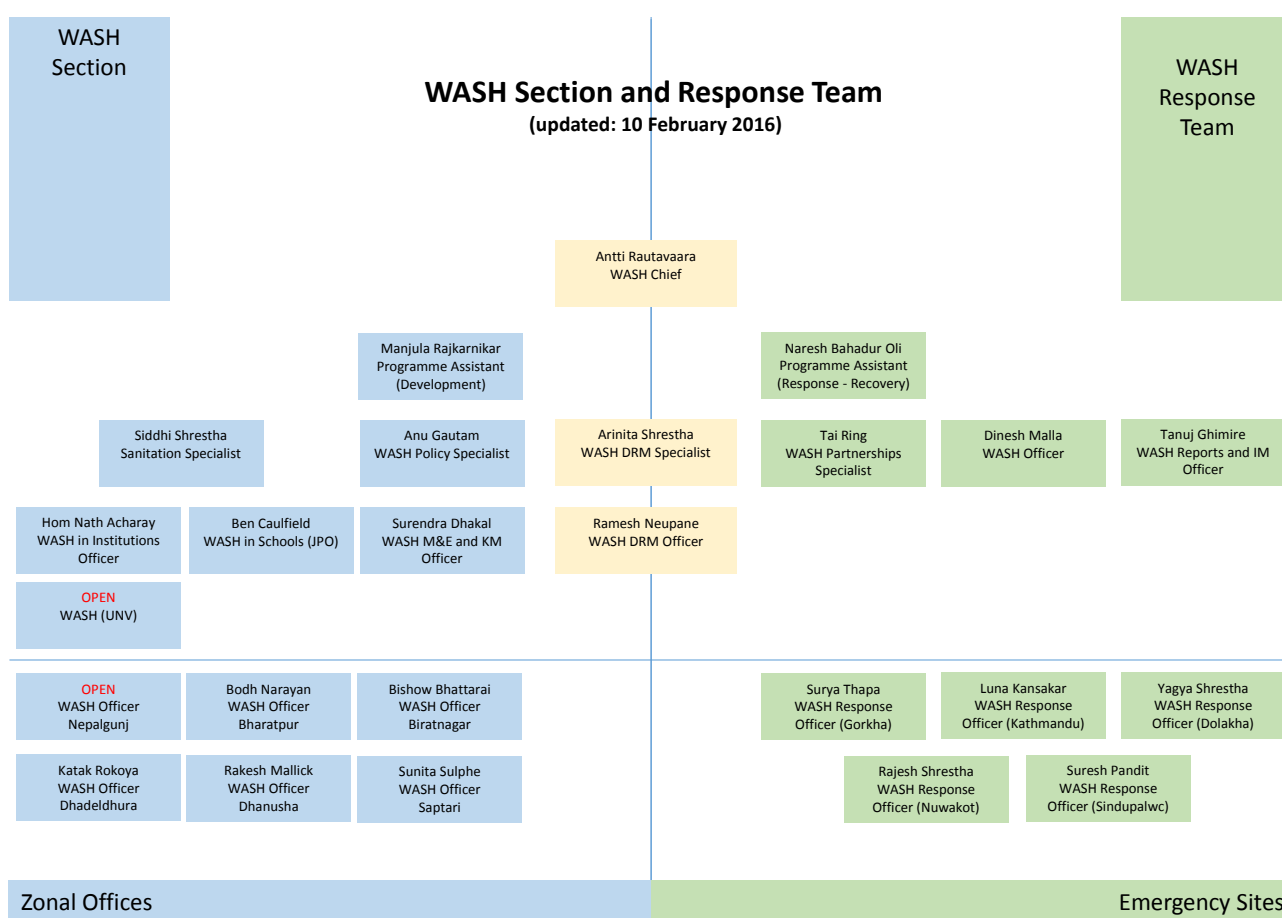 WASH
Section
WASH Section and Response Team
(updated: 10 February 2016)
WASH
Response
Team
Antti Rautavaara
WASH Chief
Manjula Rajkarnikar
Programme Assistant
(Development)
Naresh Bahadur Oli
Programme Assistant
(Response - Recovery)
Siddhi Shrestha
Sanitation Specialist
Anu Gautam
WASH Policy Specialist
Arinita Shrestha
WASH DRM Specialist
Tai Ring
WASH Partnerships
Specialist
Dinesh Malla
WASH Officer
Tanuj Ghimire
WASH Reports and IM
Officer
Hom Nath Acharay
WASH in Institutions
Officer
Ben Caulfield
WASH in Schools (JPO)
Surendra Dhakal
WASH M&E and KM
Officer
Ramesh Neupane
WASH DRM Officer
OPEN
WASH (UNV)
OPEN
WASH Officer
Nepalgunj
Bodh Narayan
WASH Officer
Bharatpur
Bishow Bhattarai
WASH Officer
Biratnagar
Surya Thapa
WASH Response
Officer (Gorkha)
Luna Kansakar
WASH Response
Officer (Kathmandu)
Yagya Shrestha
WASH Response
Officer (Dolakha)
Katak Rokoya
WASH Officer
Dhadeldhura
Rakesh Mallick
WASH Officer
Dhanusha
Sunita Sulphe
WASH Officer
Saptari
Rajesh Shrestha
WASH Response
Officer (Nuwakot)
Suresh Pandit
WASH Response
Officer (Sindupalwc)
Zonal Offices
Emergency Sites